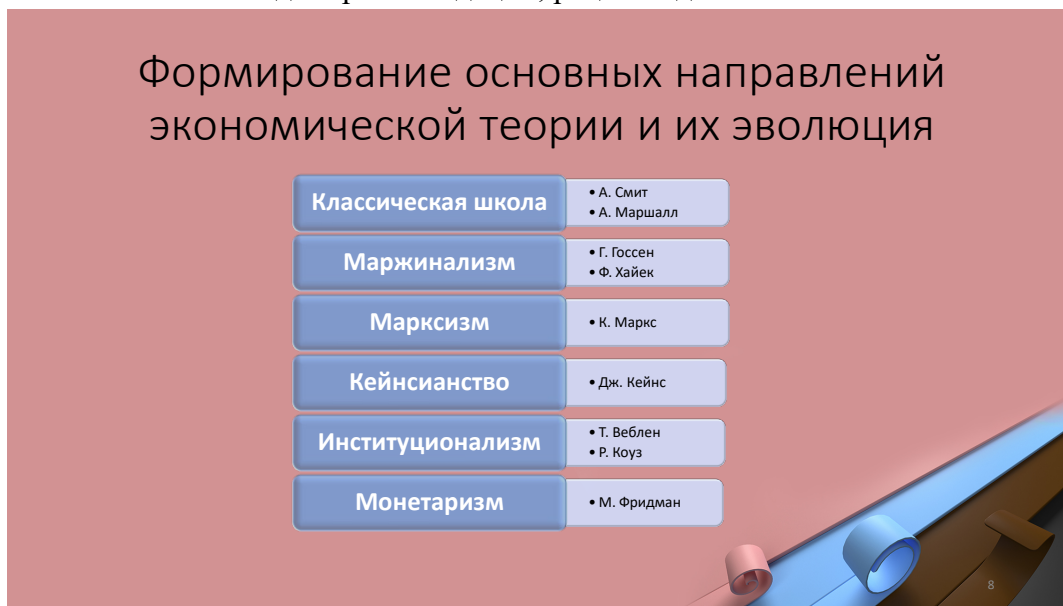 Формирование основных направлений
экономической теории и их эволюция
Классическая школа
• А. Смит
• А. Маршалл
Маржинализм
• Г. Госсен
• Ф. Хайек
Марксизм
• К. Маркс
Кейнсианство
• Дж. Кейнс
Институционализм
• Т. Веблен
• Р. Коуз
Монетаризм
• М. Фридман
8